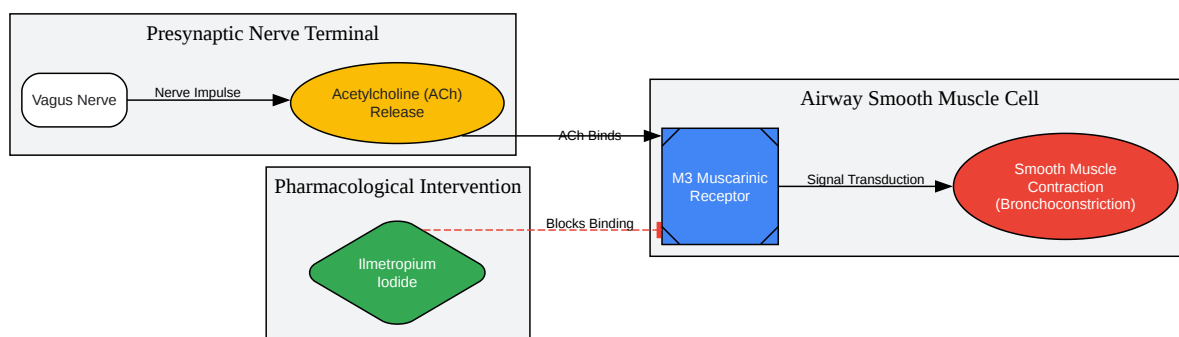 Presynaptic Nerve Terminal
Vagus Nerve
Nerve Impulse
Acetylcholine (ACh)
Release
ACh Binds
Airway Smooth Muscle Cell
M3 Muscarinic
Receptor
Signal Transduction
Smooth Muscle
Contraction
(Bronchoconstriction)
Pharmacological Intervention
Blocks Binding
Ilmetropium
Iodide